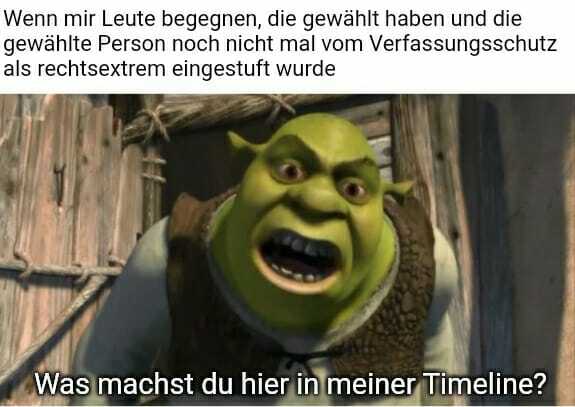 Wenn mir Leute begegnen, die gewählt haben und die
gewählte Person noch nicht mal vom Verfassungsschutz
als rechtsextrem eingestuft wurde
Was machst du hier in meiner Timeline?